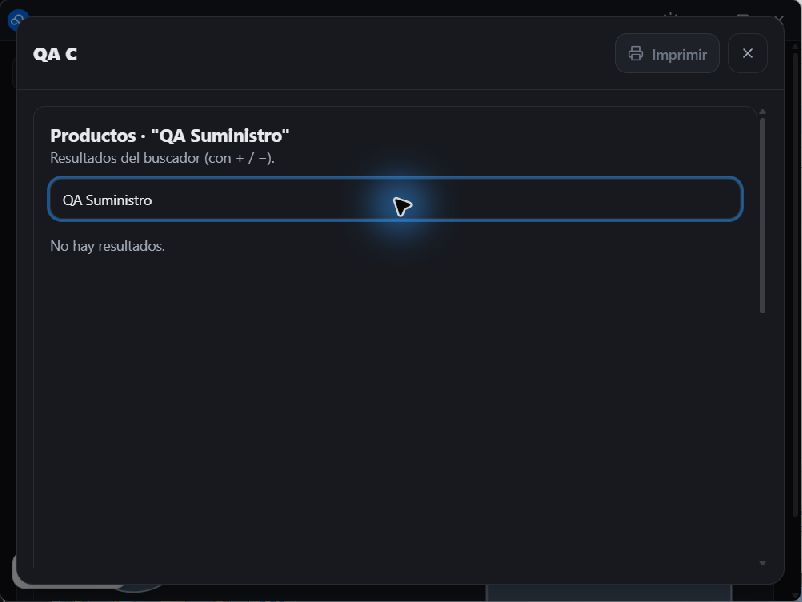 QA C
Imprimir
Productos · "QA Suministro"
Resultados del buscador (con + / −).
QA Suministro
No hay resultados.